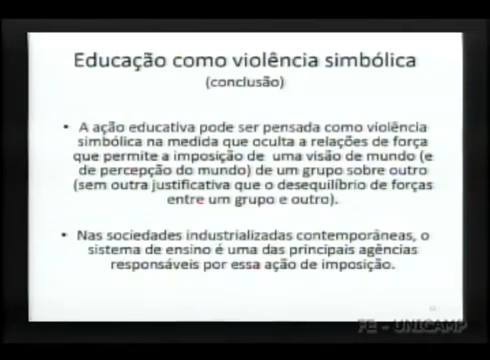 Educação como violência simbólica
(conclusão)
• A ação educativa pode ser pensada como violência
simbólica na medida que oculta a relações de força
que permite a imposição de uma visão de mundo (e
de percepção do mundo) de um grupo sobre outro
(sem outra justificativa que o desequilíbrio de forças
entre um grupo e outro).
• Nas sociedades industrializadas contemporâneas, o
sistema de ensino é uma das principais agências
responsáveis por essa ação de imposição.
FE - UNICAMP